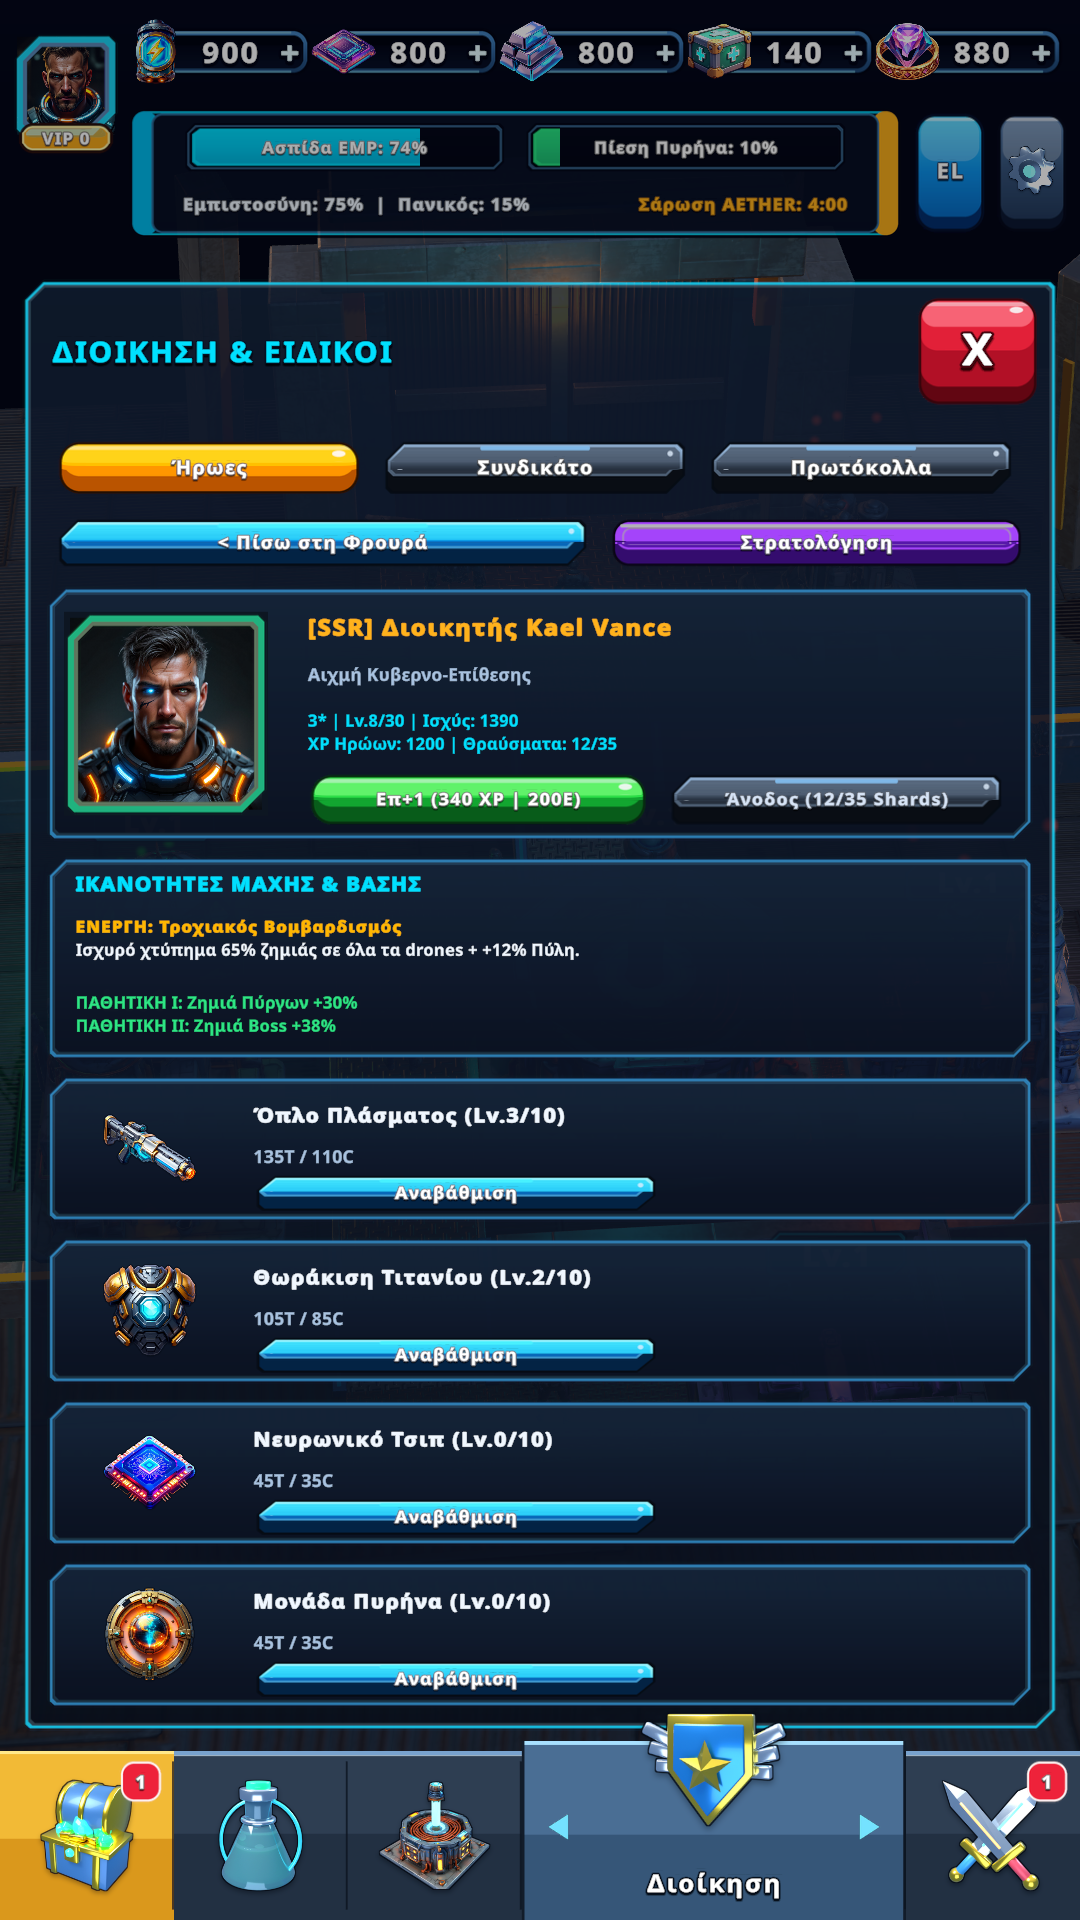 900 + 800 + 800 + 140 + 880 +
VIP 0
Ασπίδα EMP: 74% Πίεση Πυρήνα: 10%
EL
Εμπιστοσύνη: 75% | Πανικός: 15% Σάρωση AETHER: 4:00
ΔΙΟΙΚΗΣΗ & ΕΙΔΙΚΟΙ
X
Ήρωες Συνδικάτο Πρωτόκολλα
< Πίσω στη Φρουρά Στρατολόγηση
[SSR] Διοικητής Kael Vance
Αιχμή Κυβερνο-Επίθεσης
3* | Lv.8/30 | Ισχύς: 1390
XP Ηρώων: 1200 | Θραύσματα: 12/35
Επ+1 (340 XP | 200E) Άνοδος (12/35 Shards)
ΙΚΑΝΟΤΗΤΕΣ ΜΑΧΗΣ & ΒΑΣΗΣ
ΕΝΕΡΓΗ: Τροχιακός Βομβαρδισμός
Ισχυρό χτύπημα 65% ζημιάς σε όλα τα drones + +12% Πύλη.
ΠΑΘΗΤΙΚΗ I: Ζημιά Πύργων +30%
ΠΑΘΗΤΙΚΗ II: Ζημιά Boss +38%
Όπλο Πλάσματος (Lv.3/10)
135T / 110C
Αναβάθμιση
Θωράκιση Τιτανίου (Lv.2/10)
105T / 85C
Αναβάθμιση
Νευρωνικό Τσιπ (Lv.0/10)
45T / 35C
Αναβάθμιση
Μονάδα Πυρήνα (Lv.0/10)
45T / 35C
Αναβάθμιση
1 1
Διοίκηση